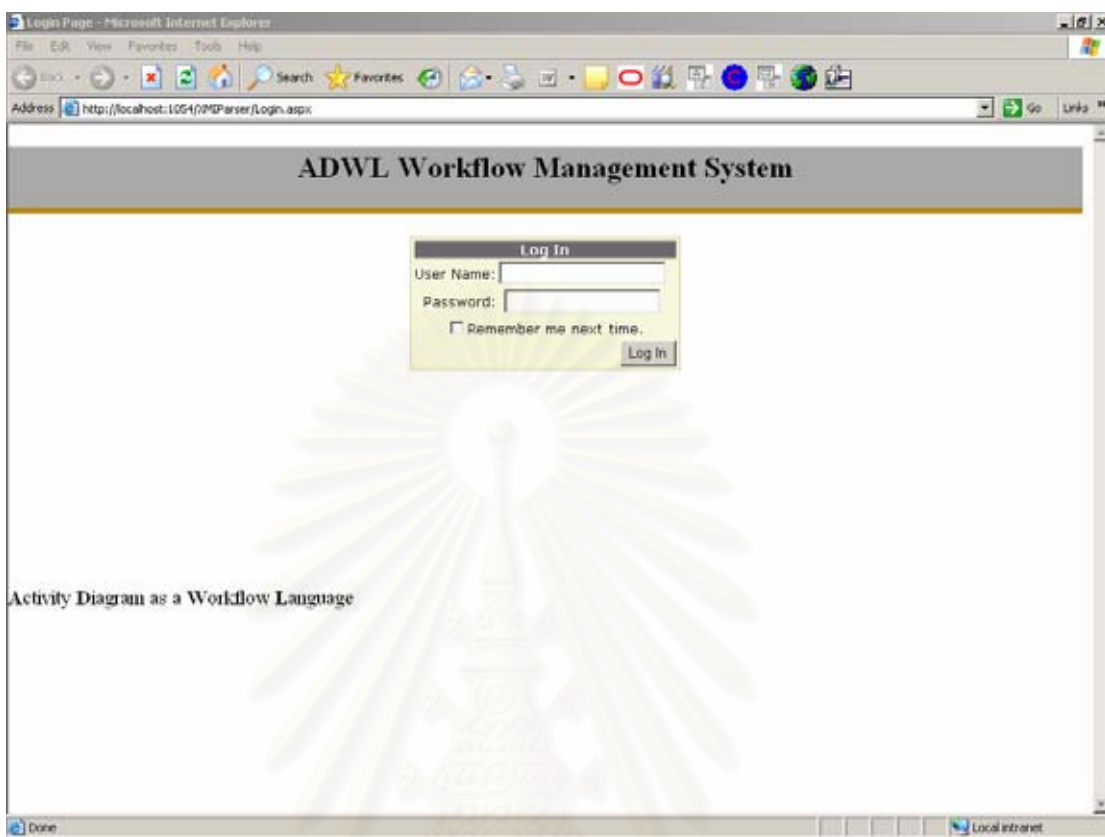 Login Page - Microsoft Internet Explorer
File Edit View Favorites Tools Help
Back Search Favorites
Address http://localhost:1054/XMIParser/Login.aspx Go Links
ADWL Workflow Management System
Log In
User Name:
Password:
Remember me next time.
Log In
Activity Diagram as a Workflow Language
Done Local intranet